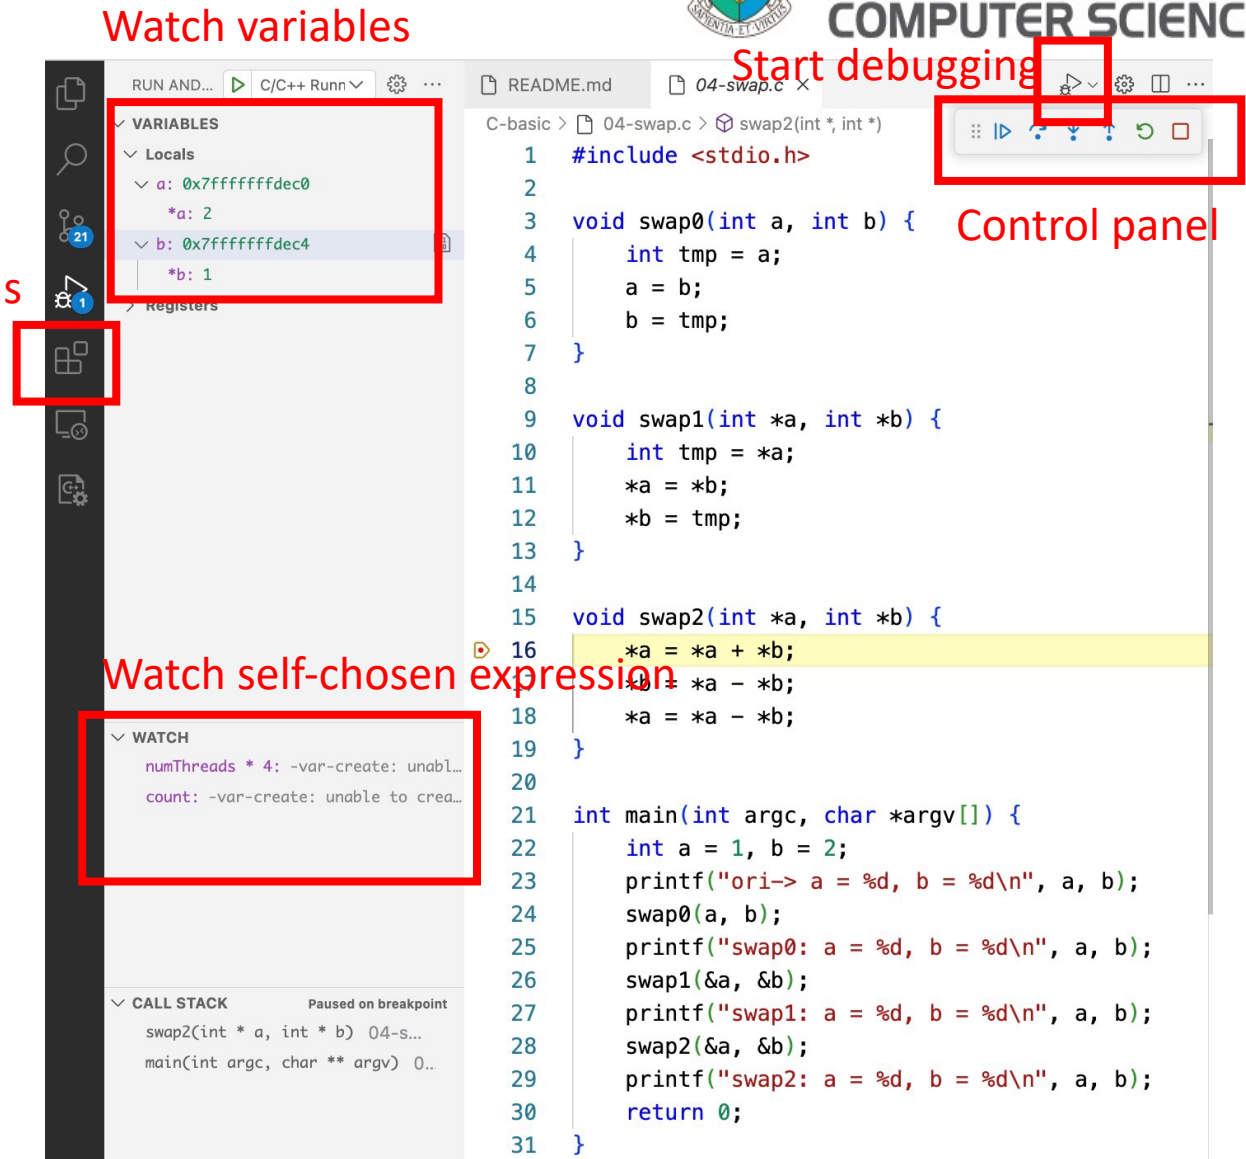 Watch variables
SAPIENTIA ET VIRTUS
COMPUTER SCIENC
Start debugging
RUN AND... C/C++ Runn
README.md
04-swap.c
VARIABLES
Locals
a: 0x7fffffffdec0
*a: 2
b: 0x7fffffffdec4
*b: 1
Registers
21
1
s
Control panel
C-basic > 04-swap.c > swap2(int *, int *)
1 #include <stdio.h>
2
3 void swap0(int a, int b) {
4 int tmp = a;
5 a = b;
6 b = tmp;
7 }
8
9 void swap1(int *a, int *b) {
10 int tmp = *a;
11 *a = *b;
12 *b = tmp;
13 }
14
15 void swap2(int *a, int *b) {
16 *a = *a + *b;
17 *b = *a - *b;
18 *a = *a - *b;
19 }
20
21 int main(int argc, char *argv[]) {
22 int a = 1, b = 2;
23 printf("ori-> a = %d, b = %d\n", a, b);
24 swap0(a, b);
25 printf("swap0: a = %d, b = %d\n", a, b);
26 swap1(&a, &b);
27 printf("swap1: a = %d, b = %d\n", a, b);
28 swap2(&a, &b);
29 printf("swap2: a = %d, b = %d\n", a, b);
30 return 0;
31 }
Watch self-chosen expression
WATCH
numThreads * 4: -var-create: unabl...
count: -var-create: unable to crea...
CALL STACK Paused on breakpoint
swap2(int * a, int * b) 04-s...
main(int argc, char ** argv) 0..